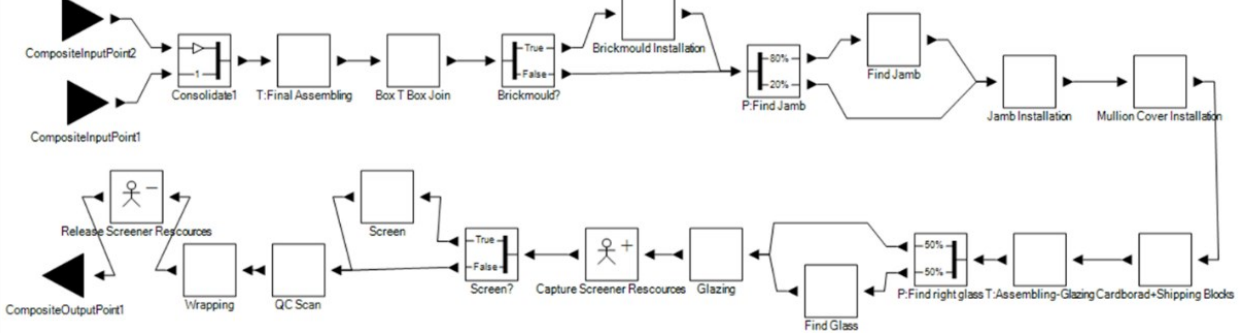 CompositeInputPoint2
CompositeInputPoint1
1
Consolidate1
T:Final Assembling
Box T Box Join
True
False
Brickmould?
Brickmould Installation
80%
20%
P:Find Jamb
Find Jamb
Jamb Installation
Mullion Cover Installation
Release Screener Rescources
CompositeOutputPoint1
Wrapping
QC Scan
Screen
True
False
Screen?
Capture Screener Rescources
Glazing
Find Glass
50%
50%
P:Find right glass
T:Assembling-Glazing
Cardborad+Shipping Blocks